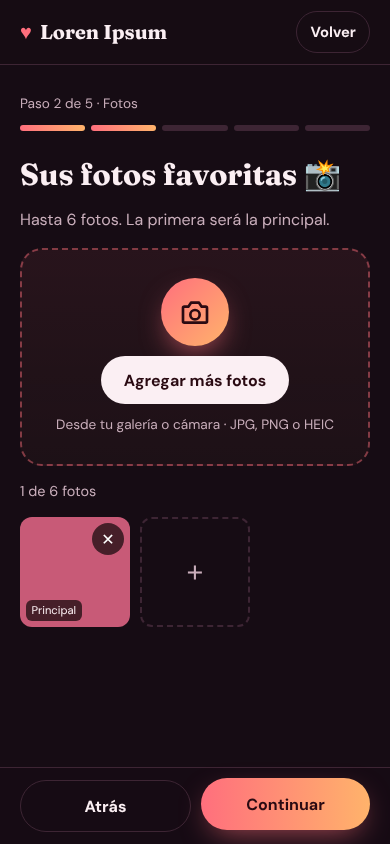 ♥ Loren Ipsum
Volver
Paso 2 de 5 · Fotos
Sus fotos favoritas 📸
Hasta 6 fotos. La primera será la principal.
Agregar más fotos
Desde tu galería o cámara · JPG, PNG o HEIC
1 de 6 fotos
✕
Principal
+
Atrás
Continuar